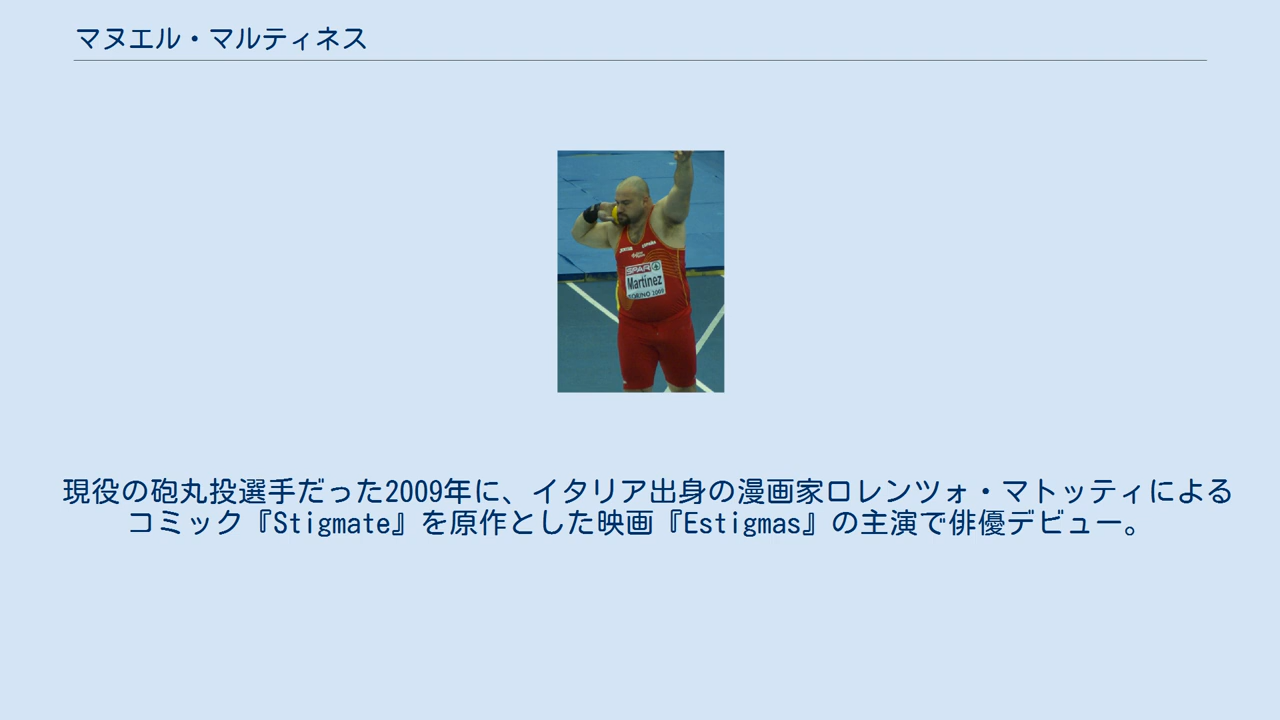 マヌエル・マルティネス
SPAR
Martínez
TORINO 2009
現役の砲丸投選手だった2009年に、イタリア出身の漫画家ロレンツォ・マトッティによる
コミック『Stigmate』を原作とした映画『Estigmas』の主演で俳優デビュー。